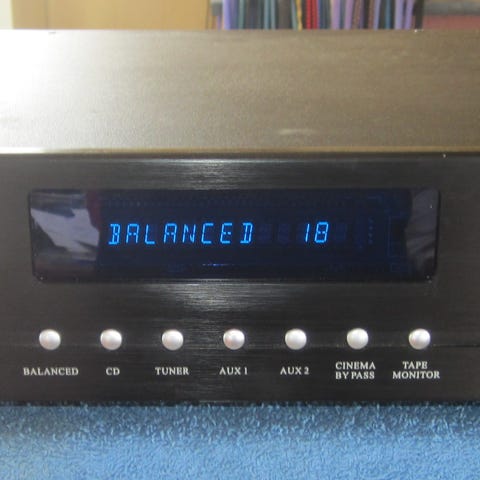 BALANCED 18
BALANCED CD TUNER AUX 1 AUX 2 CINEMA BY PASS TAPE MONITOR